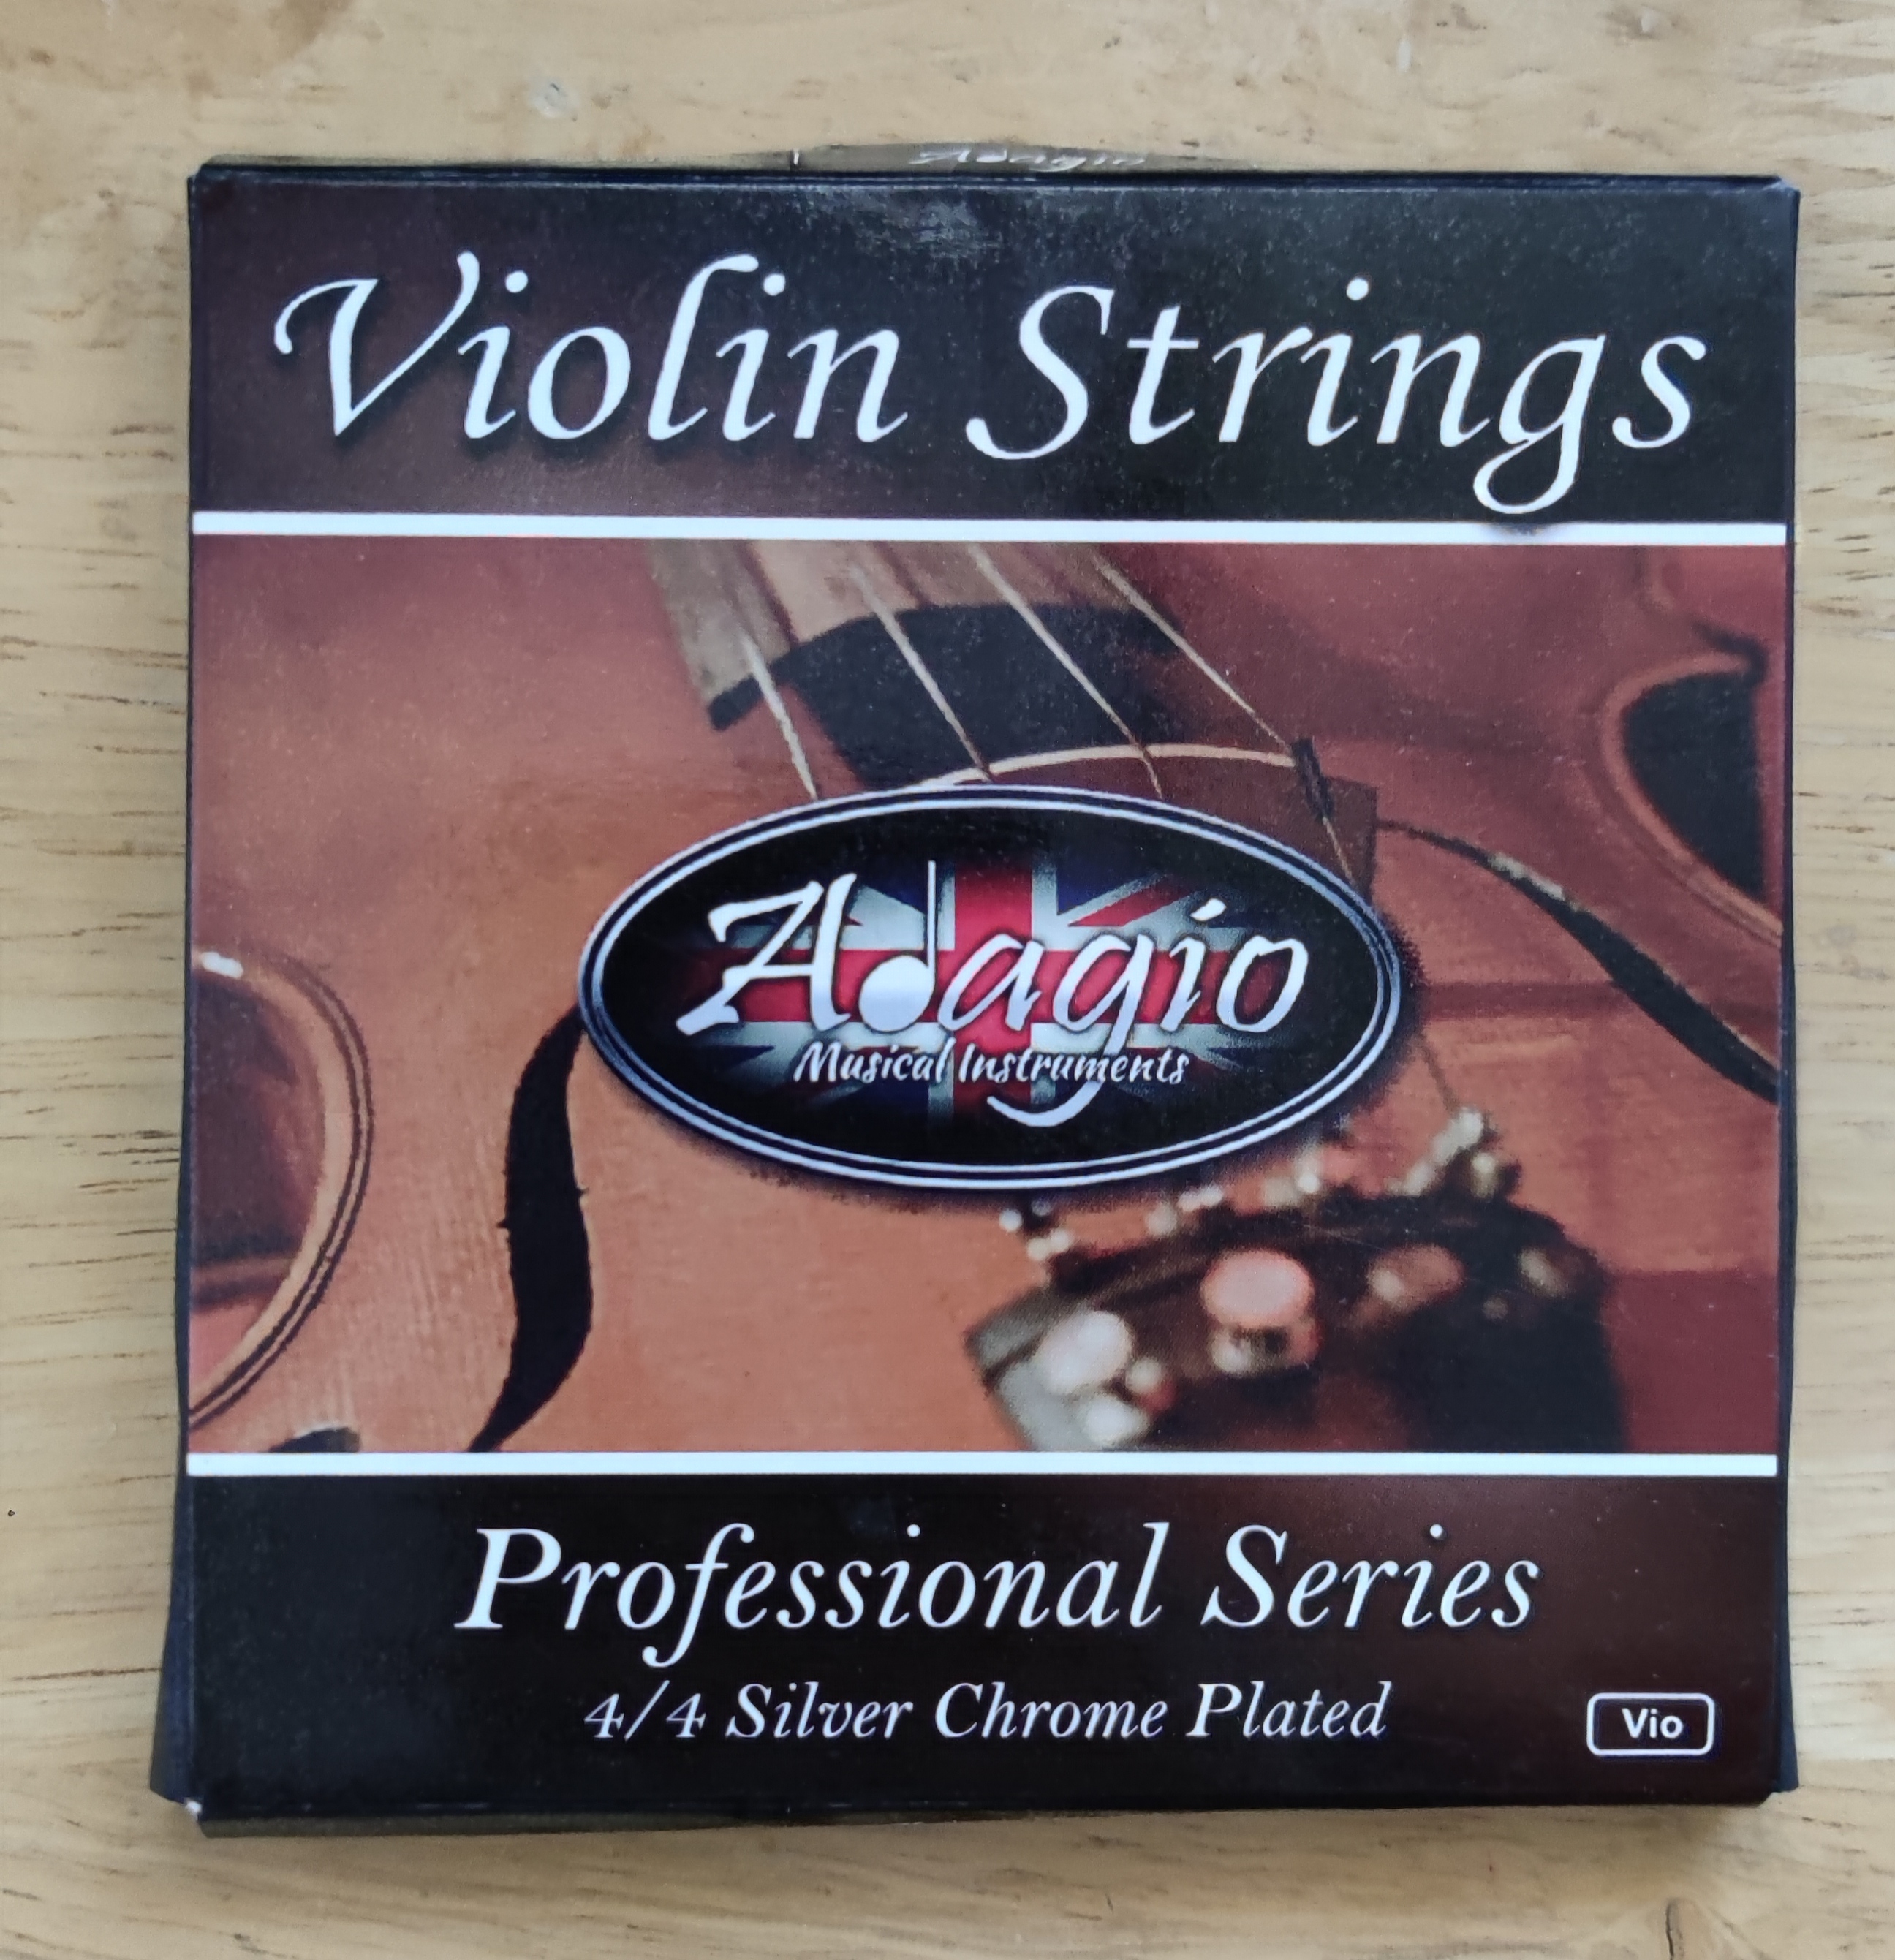 Adagio
Violin Strings
Adagio
Musical Instruments
Professional Series
4/4 Silver Chrome Plated
Vio